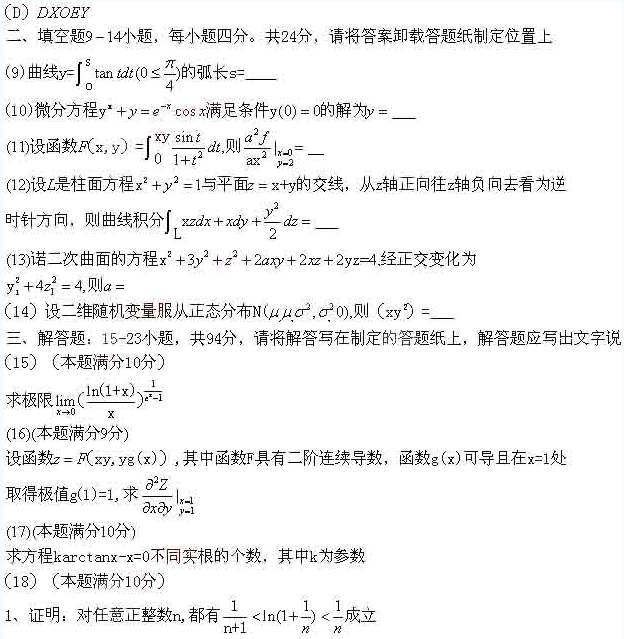 (D) DXOEY
二、填空题9-14小题，每小题四分。共24分，请将答案卸载答题纸制定位置上
(9)曲线y=∫₀ˢ tan tdt(0≤π/4)的弧长s=____
(10)微分方程yˣ+y=e⁻ˣ cos x满足条件y(0)=0的解为y=___
(11)设函数F(x,y)=∫₀ˣʸ sin t/(1+t²) dt,则 a²f/ax² |x=0 y=2 = __
(12)设L是柱面方程x²+y²=1与平面z=x+y的交线，从z轴正向往z轴负向去看为逆
时针方向，则曲线积分∫_L xzdx+xdy+y²/2 dz=___
(13)诺二次曲面的方程x²+3y²+z²+2axy+2xz+2yz=4,经正交变化为
y₁²+4z₁²=4,则a=
(14）设二维随机变量服从正态分布N(μ,μ,σ²,σ²,0),则（xy²）=___
三、解答题：15-23小题，共94分，请将解答写在制定的答题纸上，解答题应写出文字说
(15）（本题满分10分）
求极限lim x→0 (ln(1+x)/x)^(1/(eˣ-1))
(16)(本题满分9分)
设函数z=F(xy,yg(x)),其中函数F具有二阶连续导数，函数g(x)可导且在x=1处
取得极值g(1)=1,求 ∂²Z/∂x∂y |x=1 y=1
(17)(本题满分10分)
求方程karctanx-x=0不同实根的个数，其中k为参数
(18）（本题满分10分）
1、证明：对任意正整数n,都有 1/(n+1) <ln(1+1/n)< 1/n 成立